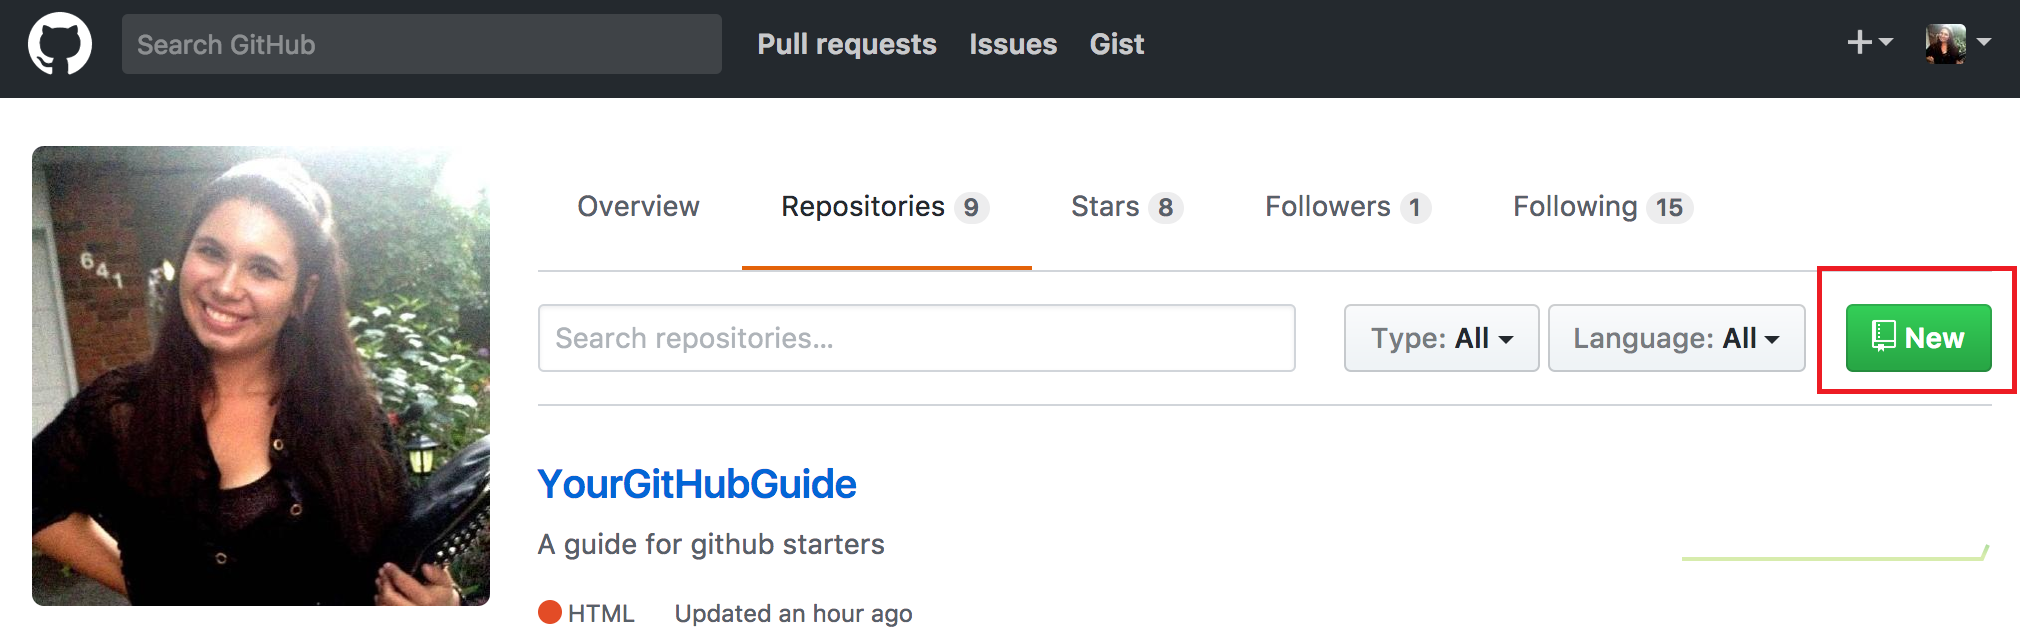 Search GitHub
Pull requests Issues Gist
Overview Repositories 9 Stars 8 Followers 1 Following 15
641
Search repositories...
Type: All Language: All New
YourGitHubGuide
A guide for github starters
HTML Updated an hour ago